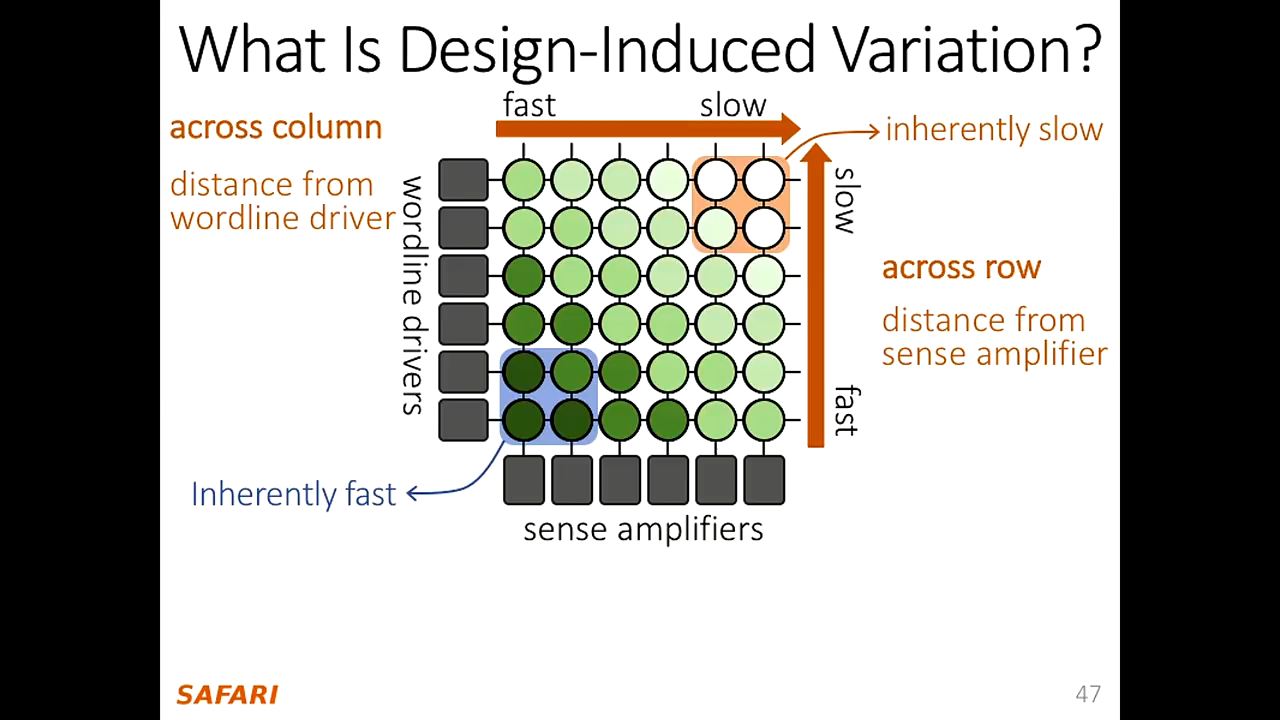 What Is Design-Induced Variation?
fast
slow
across column
distance from
wordline driver
wordline drivers
inherently slow
slow
across row
distance from
sense amplifier
fast
Inherently fast
sense amplifiers
SAFARI
47